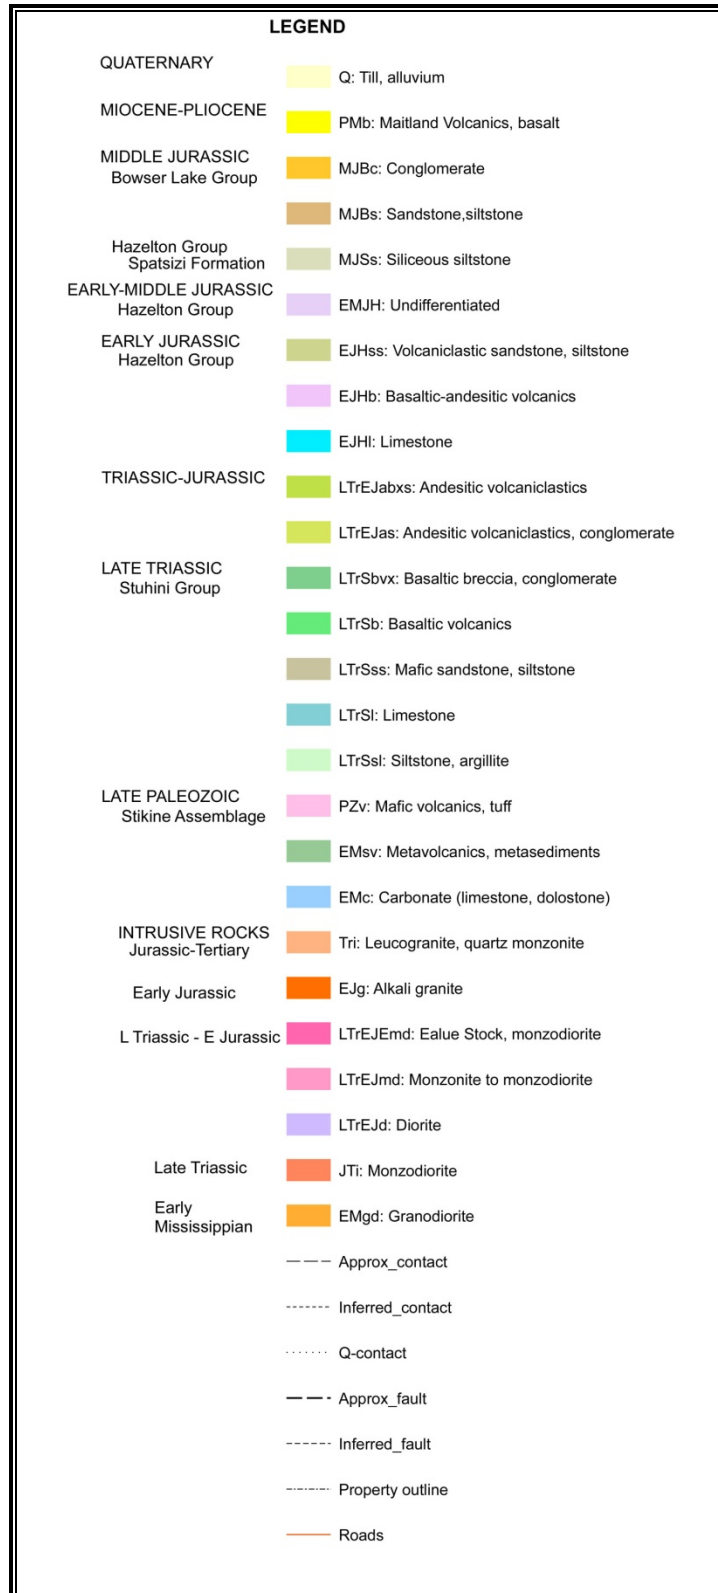 LEGEND
QUATERNARY
Q: Till, alluvium
MIOCENE-PLIOCENE
PMb: Maitland Volcanics, basalt
MIDDLE JURASSIC
Bowser Lake Group
MJBc: Conglomerate
MJBs: Sandstone,siltstone
Hazelton Group
Spatsizi Formation
MJSs: Siliceous siltstone
EARLY-MIDDLE JURASSIC
Hazelton Group
EMJH: Undifferentiated
EARLY JURASSIC
Hazelton Group
EJHss: Volcaniclastic sandstone, siltstone
EJHb: Basaltic-andesitic volcanics
EJHl: Limestone
TRIASSIC-JURASSIC
LTrEJabxs: Andesitic volcaniclastics
LTrEJas: Andesitic volcaniclastics, conglomerate
LATE TRIASSIC
Stuhini Group
LTrSbvx: Basaltic breccia, conglomerate
LTrSb: Basaltic volcanics
LTrSss: Mafic sandstone, siltstone
LTrSl: Limestone
LTrSsl: Siltstone, argillite
LATE PALEOZOIC
Stikine Assemblage
PZv: Mafic volcanics, tuff
EMsv: Metavolcanics, metasediments
EMc: Carbonate (limestone, dolostone)
INTRUSIVE ROCKS
Jurassic-Tertiary
Tri: Leucogranite, quartz monzonite
Early Jurassic
EJg: Alkali granite
L Triassic - E Jurassic
LTrEJEmd: Ealue Stock, monzodiorite
LTrEJmd: Monzonite to monzodiorite
LTrEJd: Diorite
Late Triassic
JTi: Monzodiorite
Early
Mississippian
EMgd: Granodiorite
Approx_contact
Inferred_contact
Q-contact
Approx_fault
Inferred_fault
Property outline
Roads